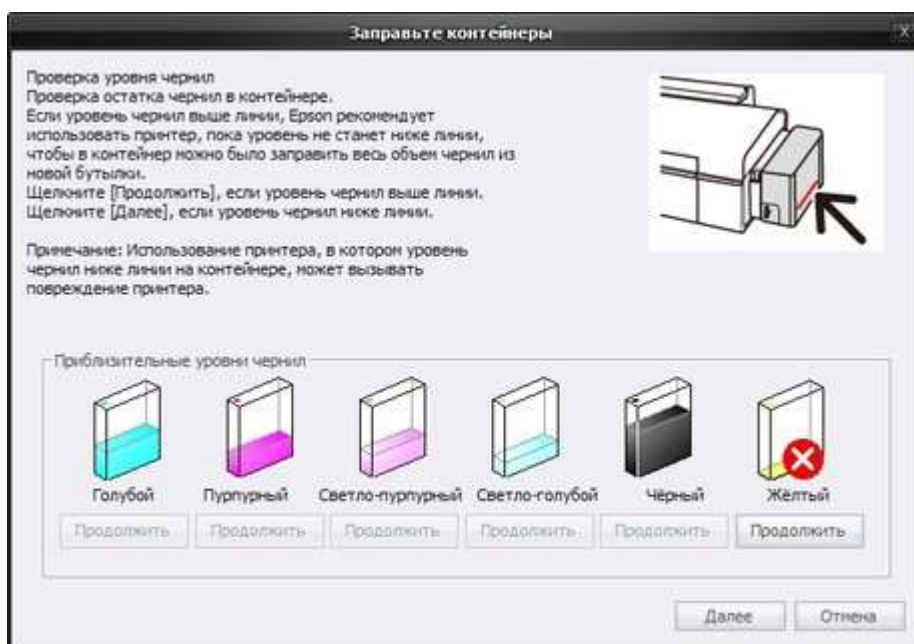 Заправьте контейнеры
X
Проверка уровня чернил
Проверка остатка чернил в контейнере.
Если уровень чернил выше линии, Epson рекомендует
использовать принтер, пока уровень не станет ниже линии,
чтобы в контейнер можно было заправить весь объем чернил из
новой бутылки.
Щелкните [Продолжить], если уровень чернил выше линии.
Щелкните [Далее], если уровень чернил ниже линии.
Примечание: Использование принтера, в котором уровень
чернил ниже линии на контейнере, может вызывать
повреждение принтера.
Приблизительные уровни чернил
Голубой Пурпурный Светло-пурпурный Светло-голубой Чёрный Жёлтый
Продолжить Продолжить Продолжить Продолжить Продолжить Продолжить
Далее Отмена